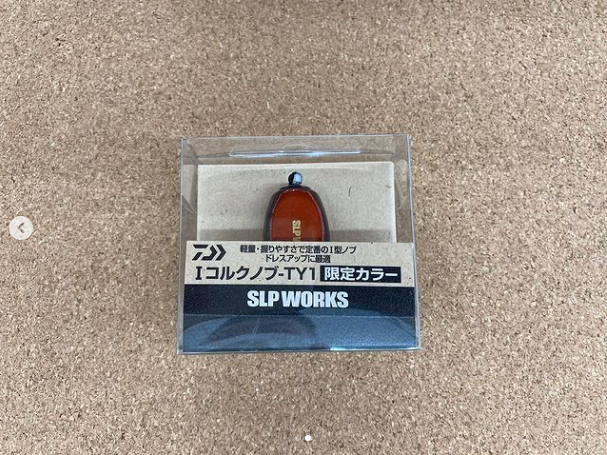 SLPW
軽量・握りやすさで定番のI型ノブ
ドレスアップに最適
Iコルクノブ-TY1 限定カラー
SLP WORKS